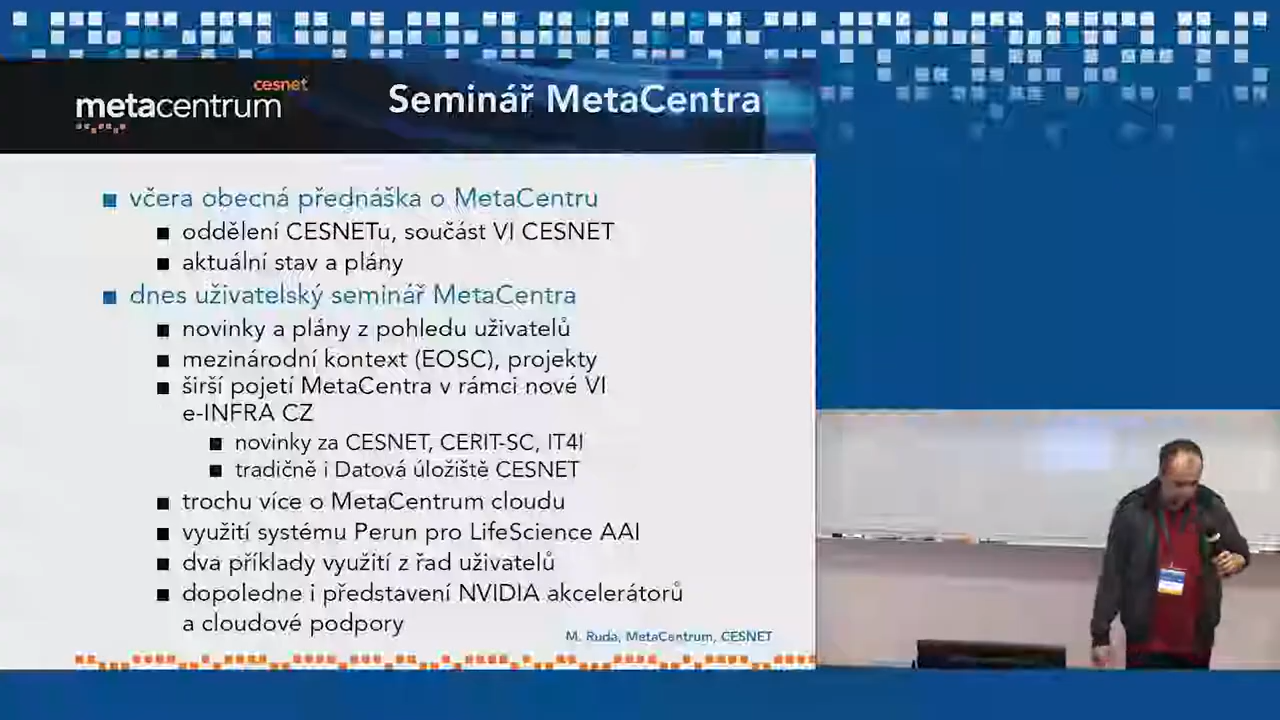 cesnet
metacentrum
Seminář MetaCentra
včera obecná přednáška o MetaCentru
oddělení CESNETu, součást VI CESNET
aktuální stav a plány
dnes uživatelský seminář MetaCentra
novinky a plány z pohledu uživatelů
mezinárodní kontext (EOSC), projekty
širší pojetí MetaCentra v rámci nové VI
e-INFRA CZ
novinky za CESNET, CERIT-SC, IT4I
tradičně i Datová úložiště CESNET
trochu více o MetaCentrum cloudu
využití systému Perun pro LifeScience AAI
dva příklady využití z řad uživatelů
dopoledne i představení NVIDIA akcelerátorů
a cloudové podpory
M. Ruda, MetaCentrum, CESNET